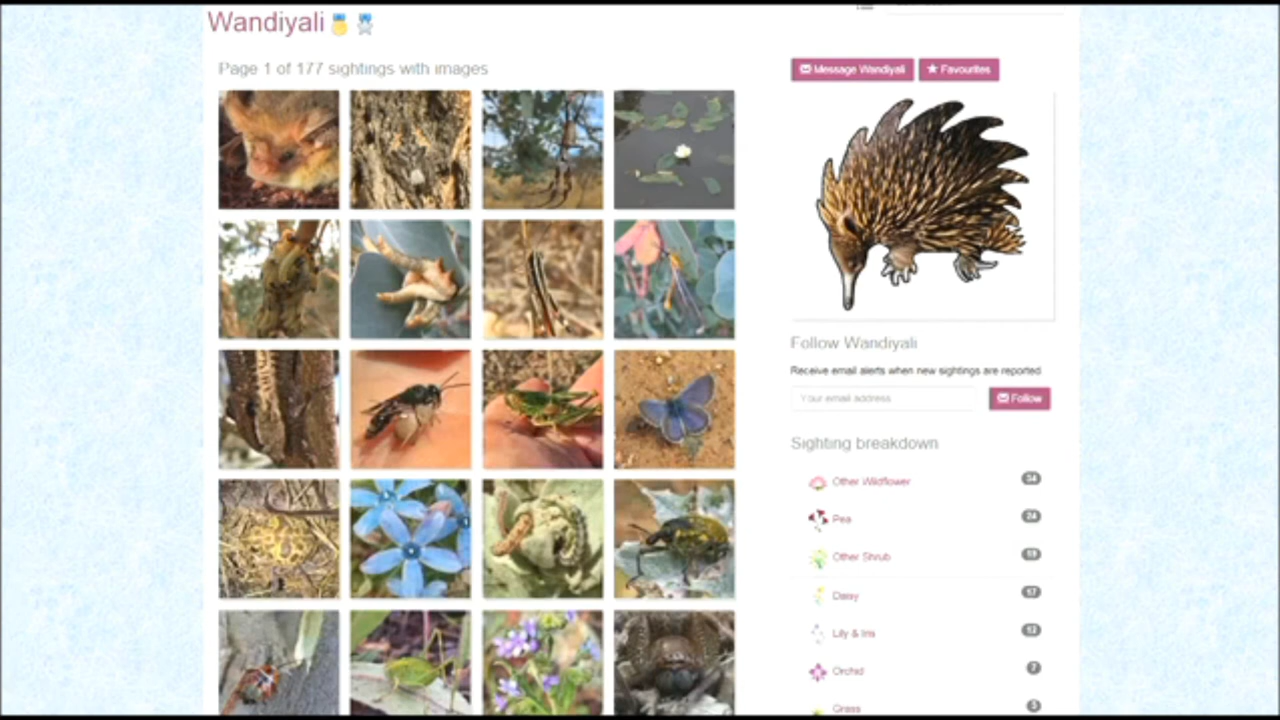 Wandiyali
Page 1 of 177 sightings with images
Message Wandiyali
Favourites
Follow Wandiyali
Receive email alerts when new sightings are reported
Your email address
Follow
Sighting breakdown
Other Wildflower
Pea 24
Other Shrub
Daisy 17
Lily & Iris
Orchid 7
Grass 5